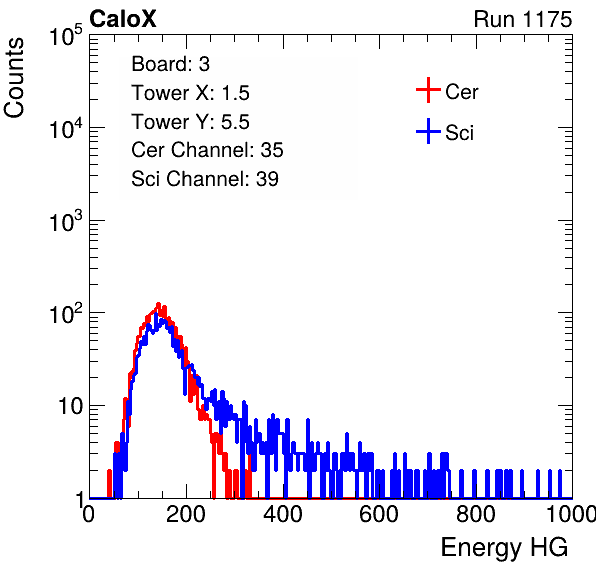 CaloX Run 1175
Counts
10^5
10^4
10^3
10^2
10
1
Board: 3
Tower X: 1.5
Tower Y: 5.5
Cer Channel: 35
Sci Channel: 39
Cer
Sci
0 200 400 600 800 1000
Energy HG